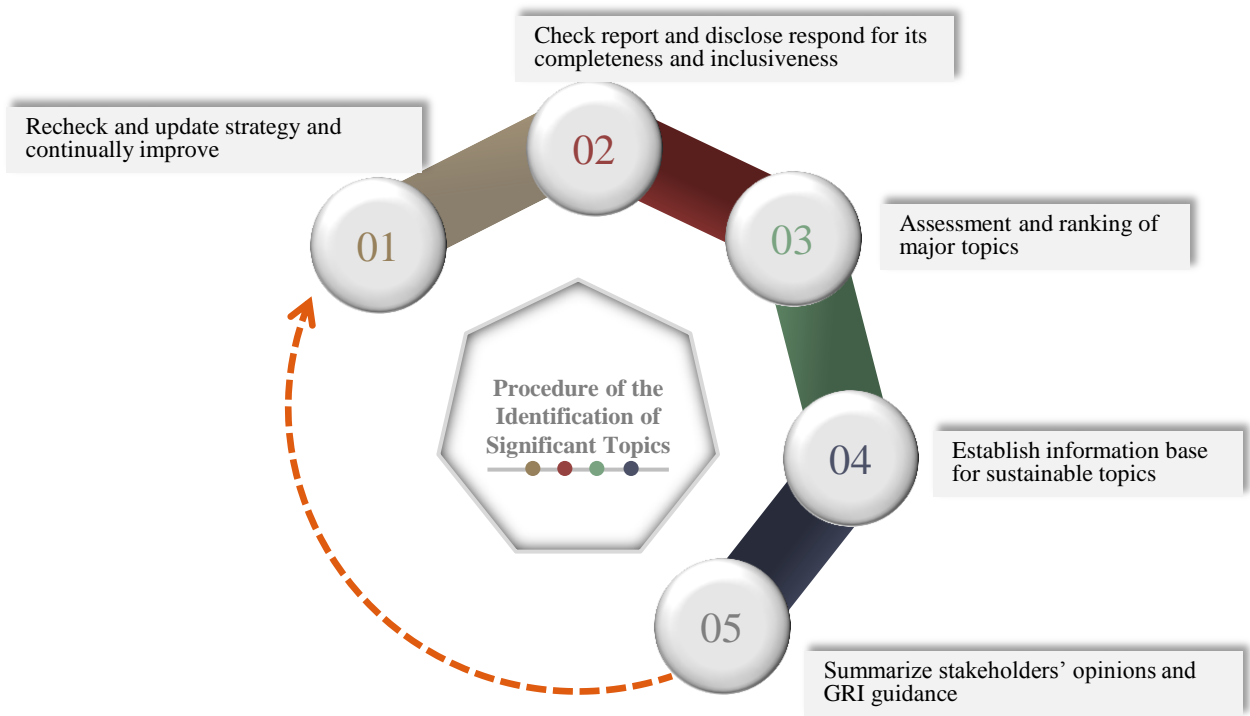 Check report and disclose respond for its
completeness and inclusiveness
Recheck and update strategy and
continually improve
02
01
03
Assessment and ranking of
major topics
Procedure of the
Identification of
Significant Topics
04
Establish information base
for sustainable topics
05
Summarize stakeholders’ opinions and
GRI guidance